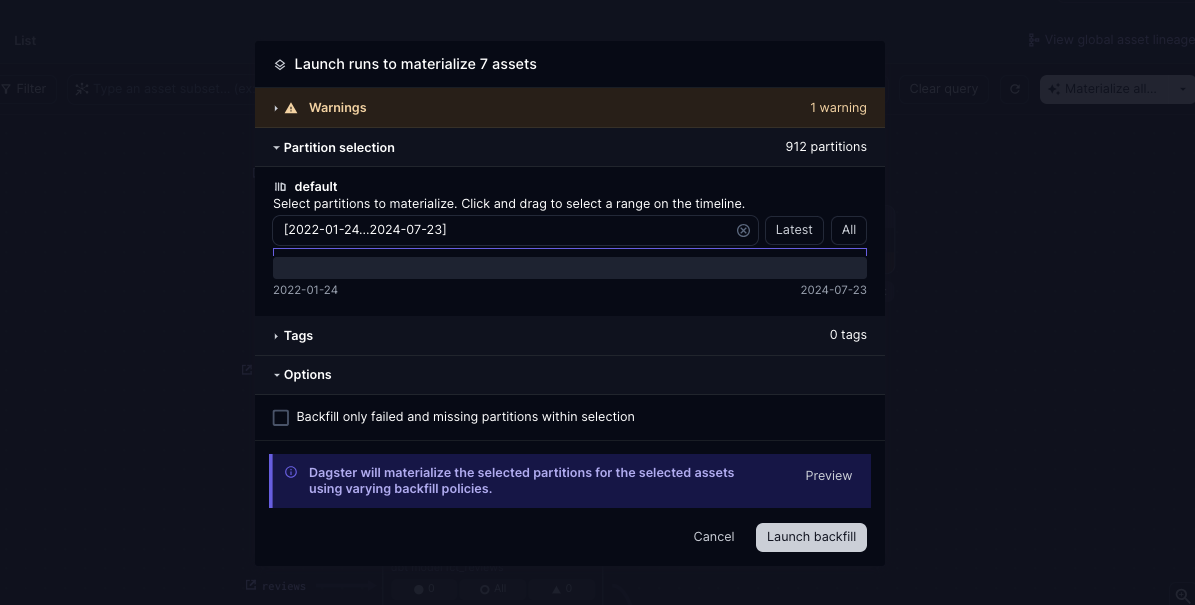 List
View global asset lineage
Filter
Type an asset subset...
Clear query
Materialize all...
Launch runs to materialize 7 assets
Warnings
1 warning
Partition selection
912 partitions
default
Select partitions to materialize. Click and drag to select a range on the timeline.
[2022-01-24...2024-07-23]
Latest
All
2022-01-24
2024-07-23
Tags
0 tags
Options
Backfill only failed and missing partitions within selection
Dagster will materialize the selected partitions for the selected assets
using varying backfill policies.
Preview
Cancel
Launch backfill
reviews
0
All
0